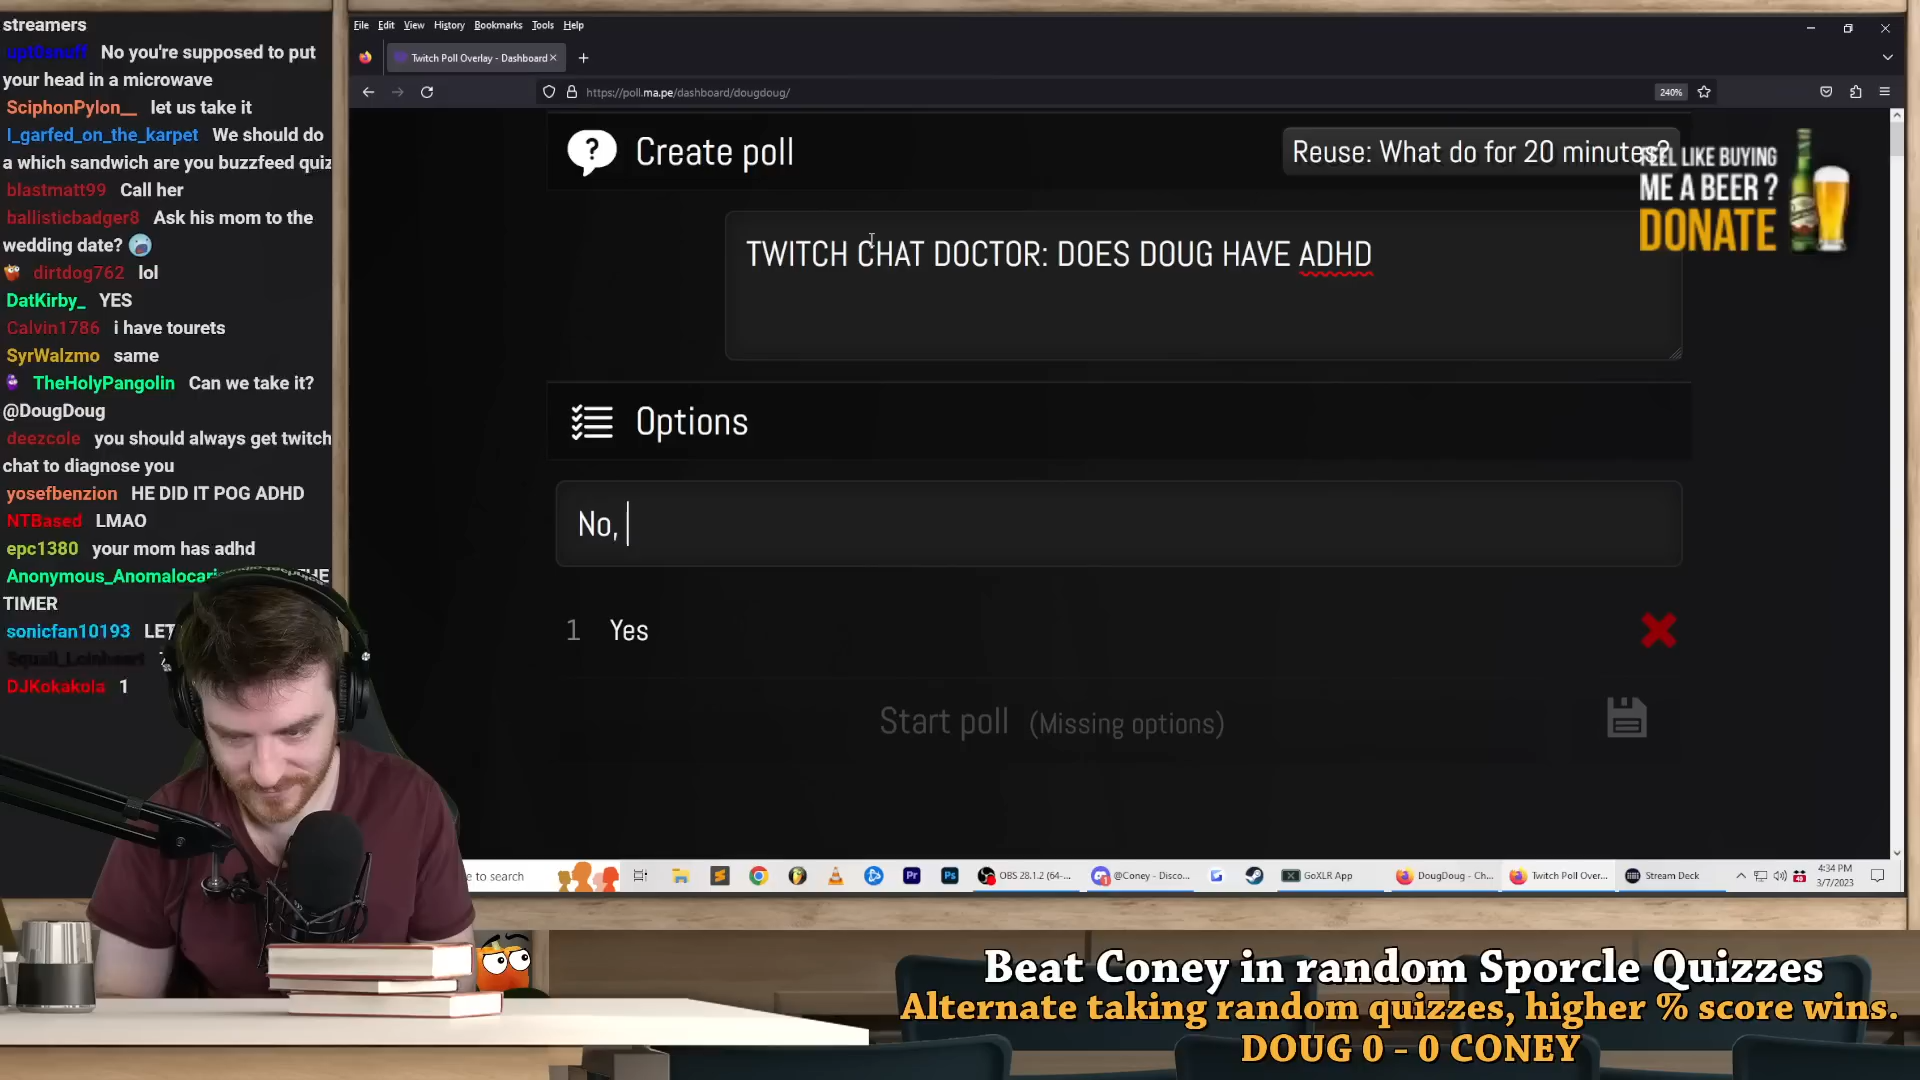 streamers
upt0snuff No you're supposed to put
your head in a microwave
SciphonPylon__ let us take it
I_garfed_on_the_karpet We should do
a which sandwich are you buzzfeed quiz
blastmatt99 Call her
ballisticbadger8 Ask his mom to the
wedding date?
dirtdog762 lol
DatKirby_ YES
Calvin1786 i have tourets
SyrWalzmo same
TheHolyPangolin Can we take it?
@DougDoug
deezcole you should always get twitch
chat to diagnose you
yosefbenzion HE DID IT POG ADHD
NTBased LMAO
epc1380 your mom has adhd
TIMER
sonicfan10193
DJKokakola 1
File Edit View History Bookmarks Tools Help
Twitch Poll Overlay - Dashboard
https://poll.ma.pe/dashboard/dougdoug/
240%
Create poll
Reuse: What do for 20 minutes?
FEEL LIKE BUYING
ME A BEER ?
DONATE
TWITCH CHAT DOCTOR: DOES DOUG HAVE ADHD
Options
No,
1 Yes
Start poll (Missing options)
e to search
OBS 28.1.2 (64-...
@Coney - Disco...
GoXLR App
DougDoug - Ch...
Twitch Poll Over...
Stream Deck
4:34 PM
3/7/2023
Beat Coney in random Sporcle Quizzes
Alternate taking random quizzes, higher % score wins.
DOUG 0 - 0 CONEY